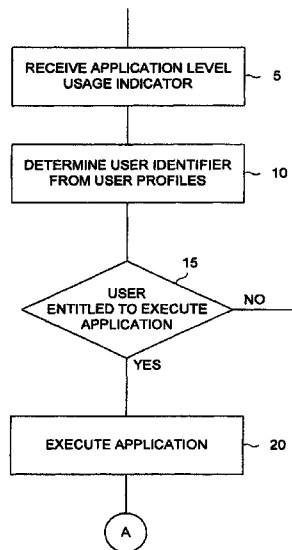 RECEIVE APPLICATION LEVEL
USAGE INDICATOR
5
DETERMINE USER IDENTIFIER
FROM USER PROFILES
10
15
USER
ENTITLED TO EXECUTE
APPLICATION
NO
YES
EXECUTE APPLICATION
20
A